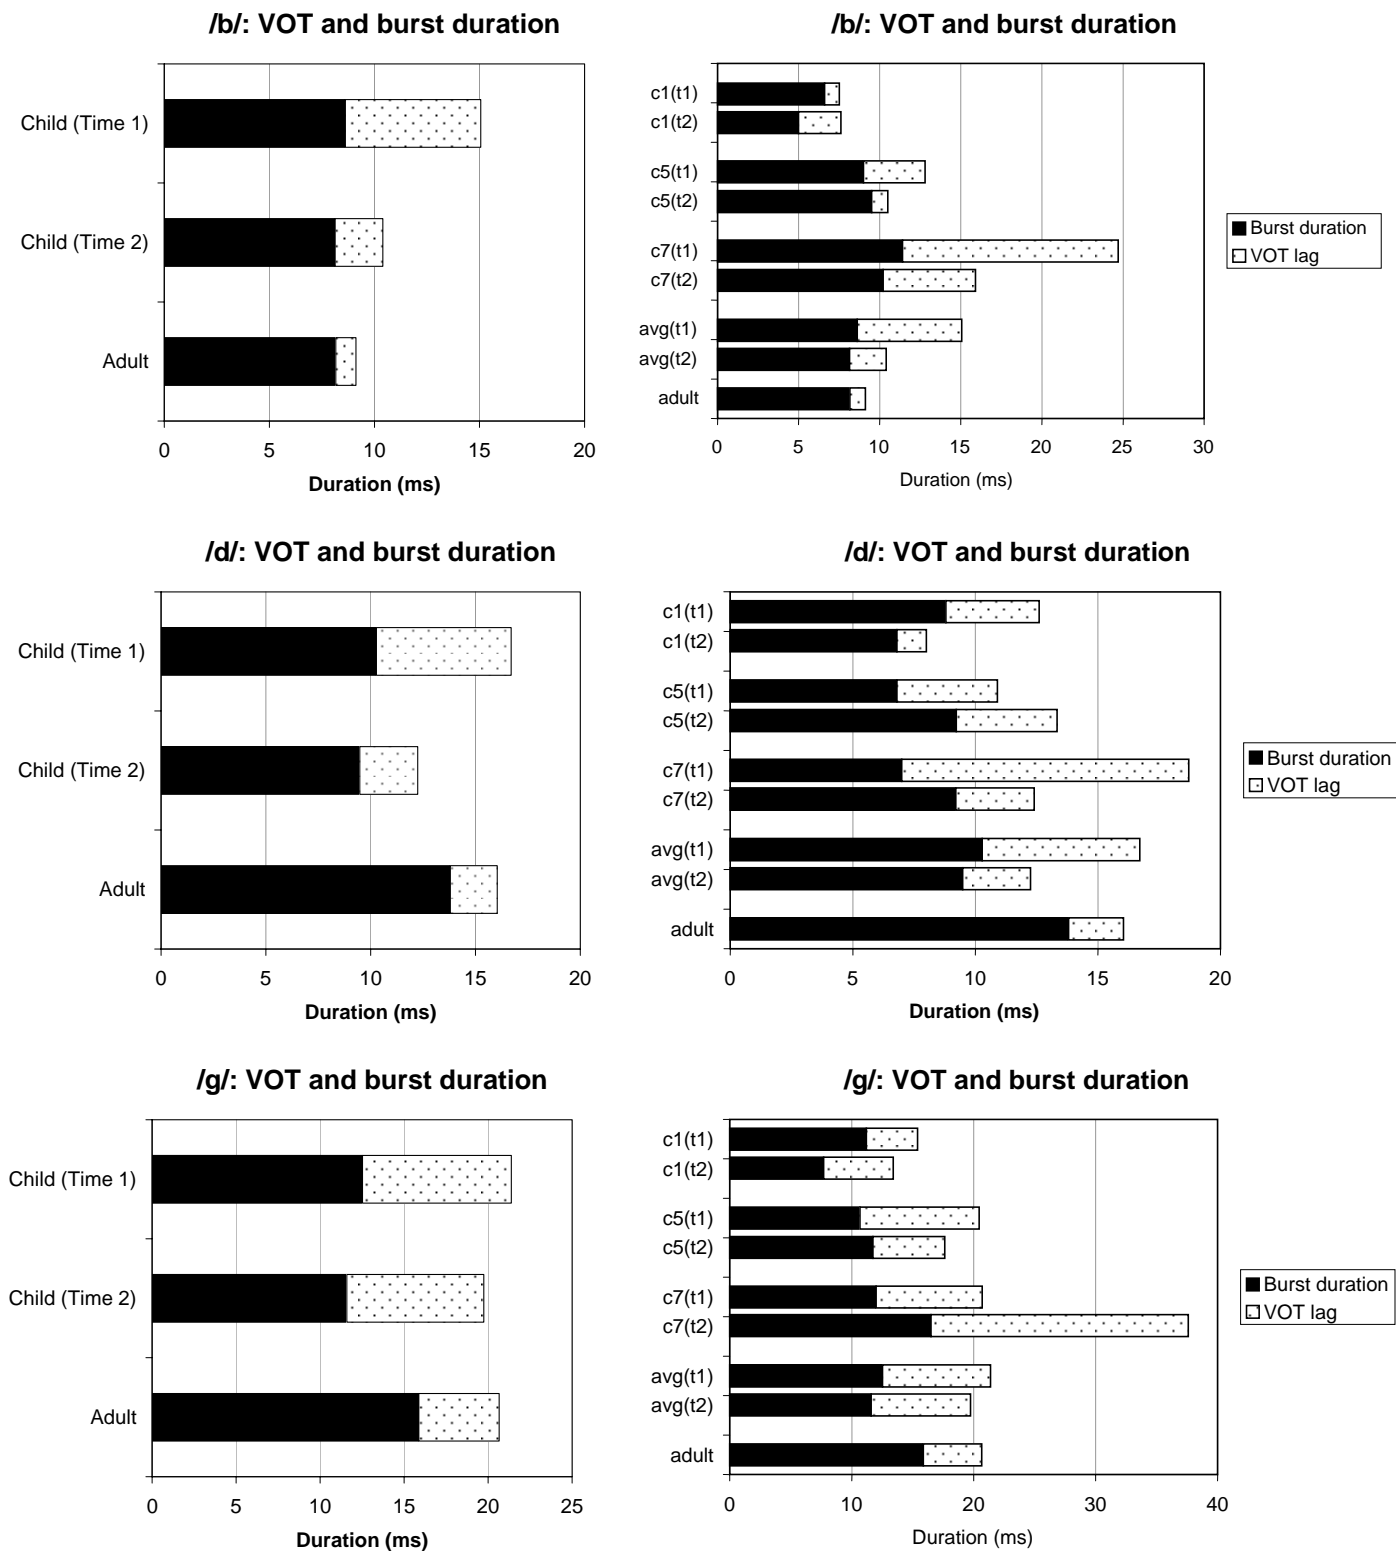 /b/: VOT and burst duration
Child (Time 1)
Child (Time 2)
Adult
0 5 10 15 20
Duration (ms)
/b/: VOT and burst duration
c1(t1)
c1(t2)
c5(t1)
c5(t2)
c7(t1)
c7(t2)
avg(t1)
avg(t2)
adult
0 5 10 15 20 25 30
Duration (ms)
Burst duration
VOT lag
/d/: VOT and burst duration
Child (Time 1)
Child (Time 2)
Adult
0 5 10 15 20
Duration (ms)
/d/: VOT and burst duration
c1(t1)
c1(t2)
c5(t1)
c5(t2)
c7(t1)
c7(t2)
avg(t1)
avg(t2)
adult
0 5 10 15 20
Duration (ms)
Burst duration
VOT lag
/g/: VOT and burst duration
Child (Time 1)
Child (Time 2)
Adult
0 5 10 15 20 25
Duration (ms)
/g/: VOT and burst duration
c1(t1)
c1(t2)
c5(t1)
c5(t2)
c7(t1)
c7(t2)
avg(t1)
avg(t2)
adult
0 10 20 30 40
Duration (ms)
Burst duration
VOT lag